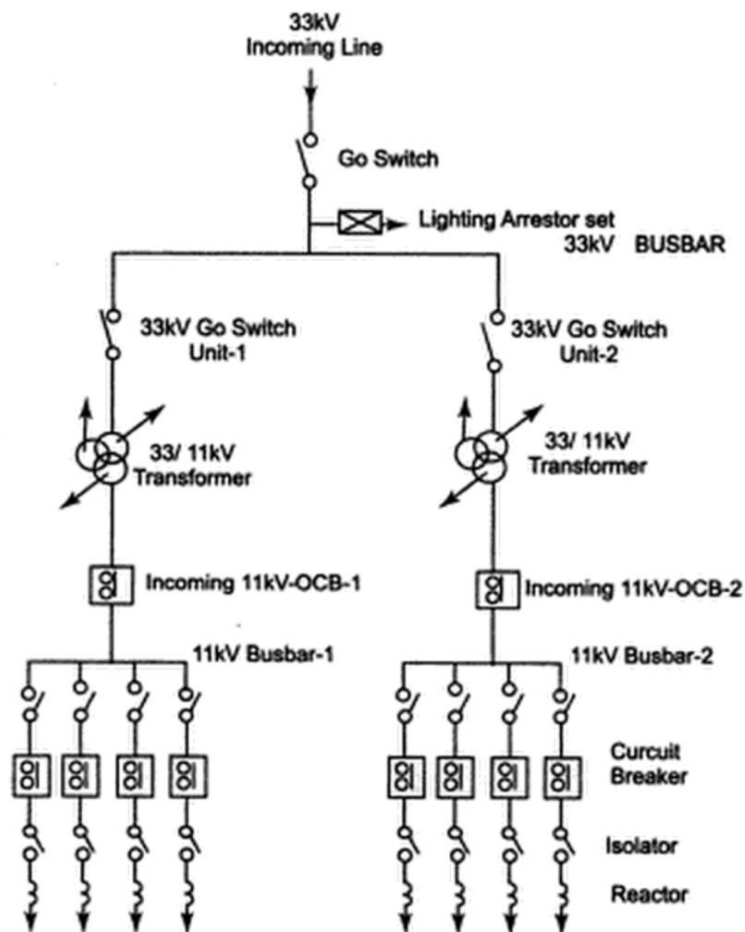 33kV
Incoming Line
Go Switch
Lighting Arrestor set
33kV BUSBAR
33kV Go Switch
Unit-1
33kV Go Switch
Unit-2
33/ 11kV
Transformer
33/ 11kV
Transformer
Incoming 11kV-OCB-1
Incoming 11kV-OCB-2
11kV Busbar-1
11kV Busbar-2
Curcuit
Breaker
Isolator
Reactor